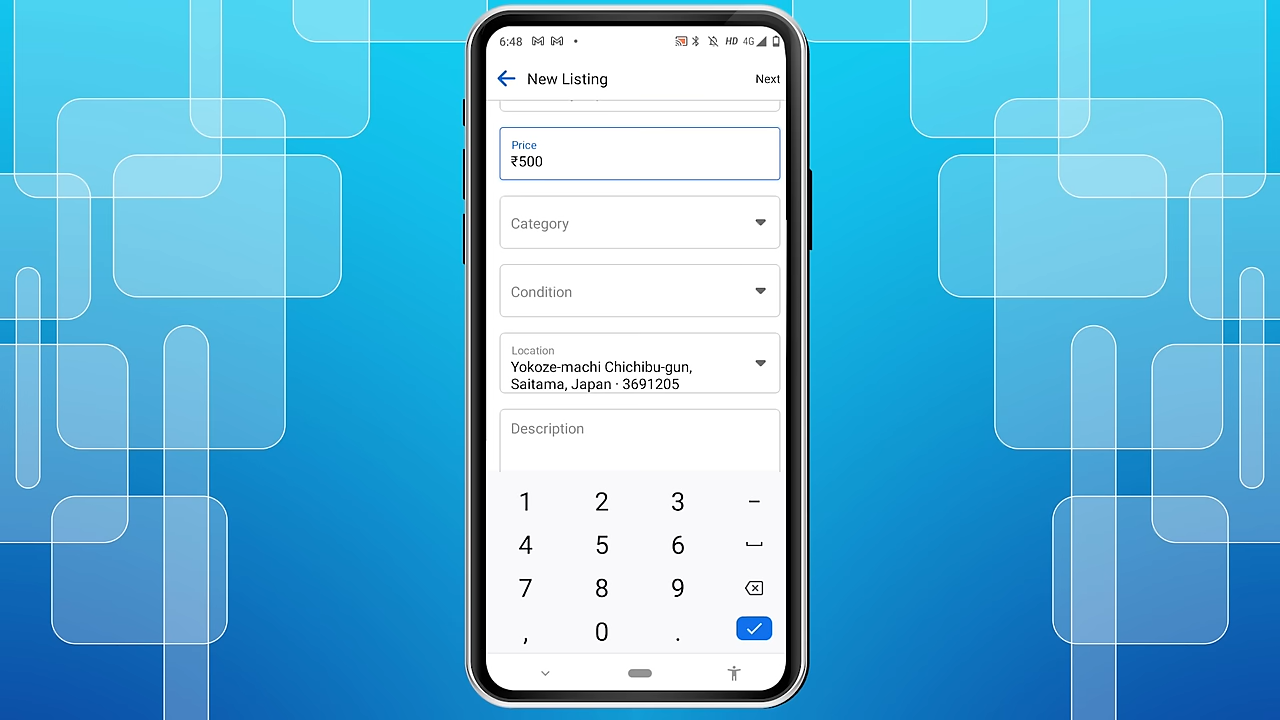 6:48 HD 4G
New Listing Next
Price
₹500
Category
Condition
Location
Yokoze-machi Chichibu-gun,
Saitama, Japan · 3691205
Description
1 2 3 –
4 5 6
7 8 9
, 0 .